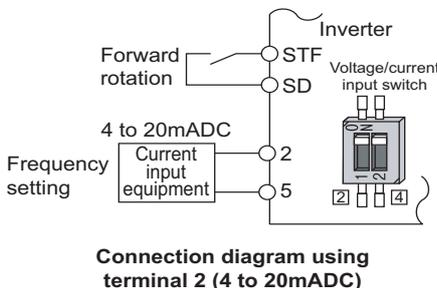 Inverter
Forward
rotation
STF
SD
Voltage/current
input switch
4 to 20mADC
Frequency
setting
Current
input
equipment
2
5
ON
1 2
2
4
Connection diagram using
terminal 2 (4 to 20mADC)